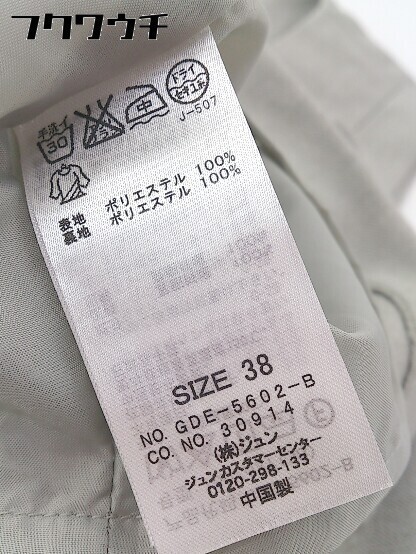 フクワウチ
手洗イ
30
中
ドライ
セキユ系
J-507
表地 ポリエステル 100%
裏地 ポリエステル 100%
SIZE 38
NO. GDE-5602-B
CO. NO. 30914
(株)ジュン
ジュンカスタマーセンター
0120-298-133
中国製